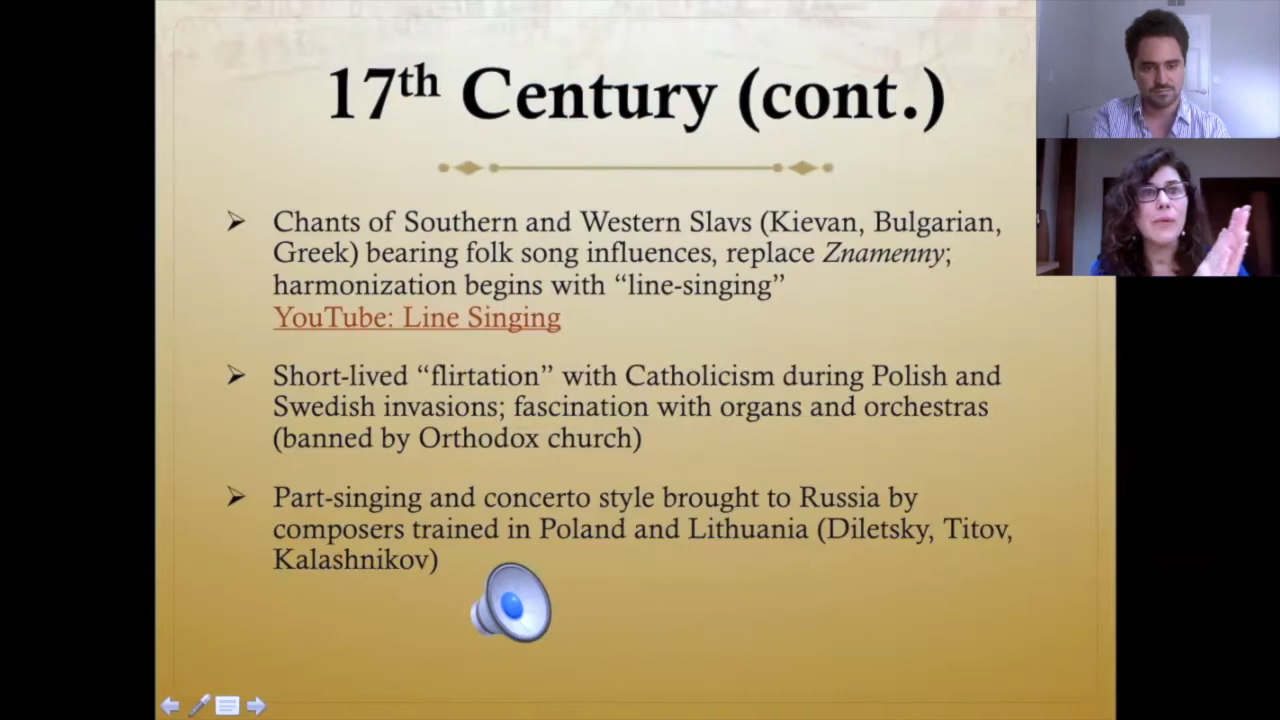 17th Century (cont.)
Chants of Southern and Western Slavs (Kievan, Bulgarian,
Greek) bearing folk song influences, replace Znamenny;
harmonization begins with “line-singing”
YouTube: Line Singing
Short-lived “flirtation” with Catholicism during Polish and
Swedish invasions; fascination with organs and orchestras
(banned by Orthodox church)
Part-singing and concerto style brought to Russia by
composers trained in Poland and Lithuania (Diletsky, Titov,
Kalashnikov)